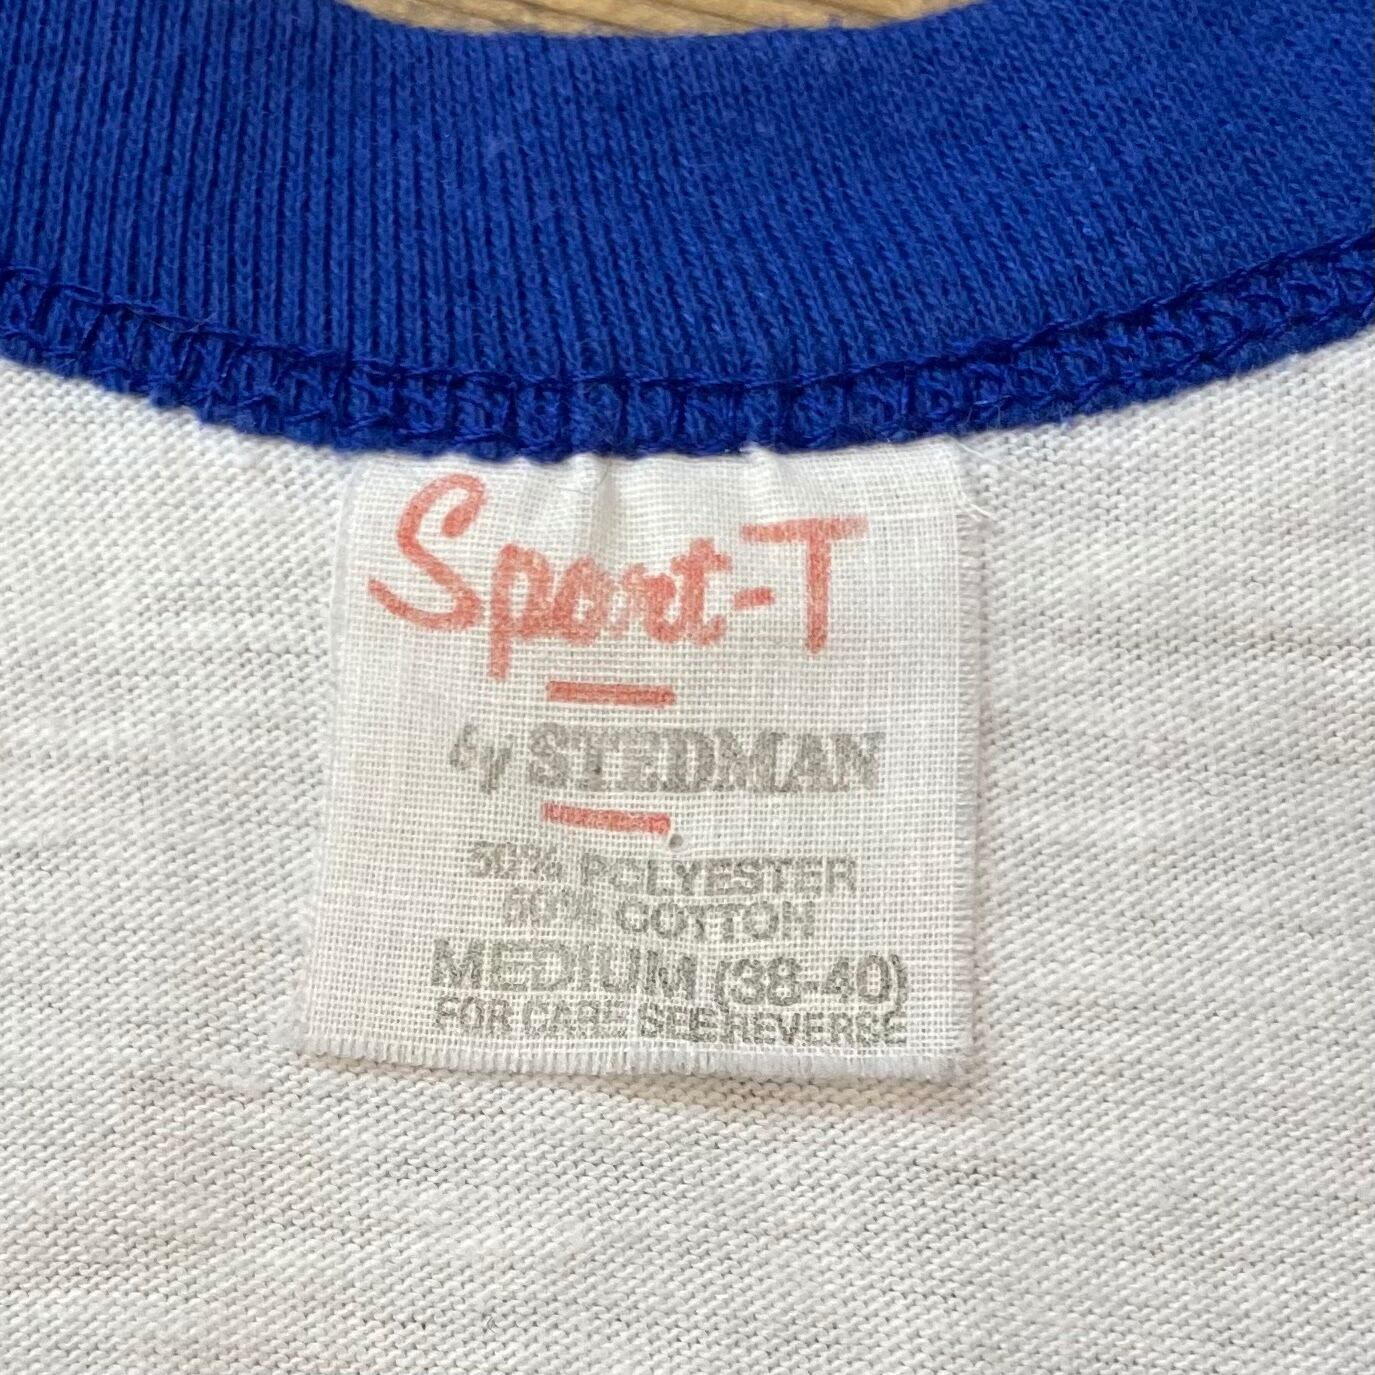 Sport-T
by STEDMAN
50% POLYESTER
50% COTTON
MEDIUM (38-40)
FOR CARE SEE REVERSE